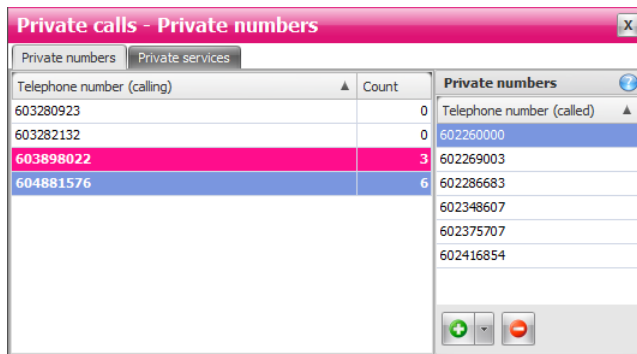 Private calls - Private numbers
X
Private numbers
Private services
Telephone number (calling) ▲ Count
603280923 0
603282132 0
603898022 3
604881576 6
Private numbers ?
Telephone number (called) ▲
602260000
602269003
602286683
602348607
602375707
602416854